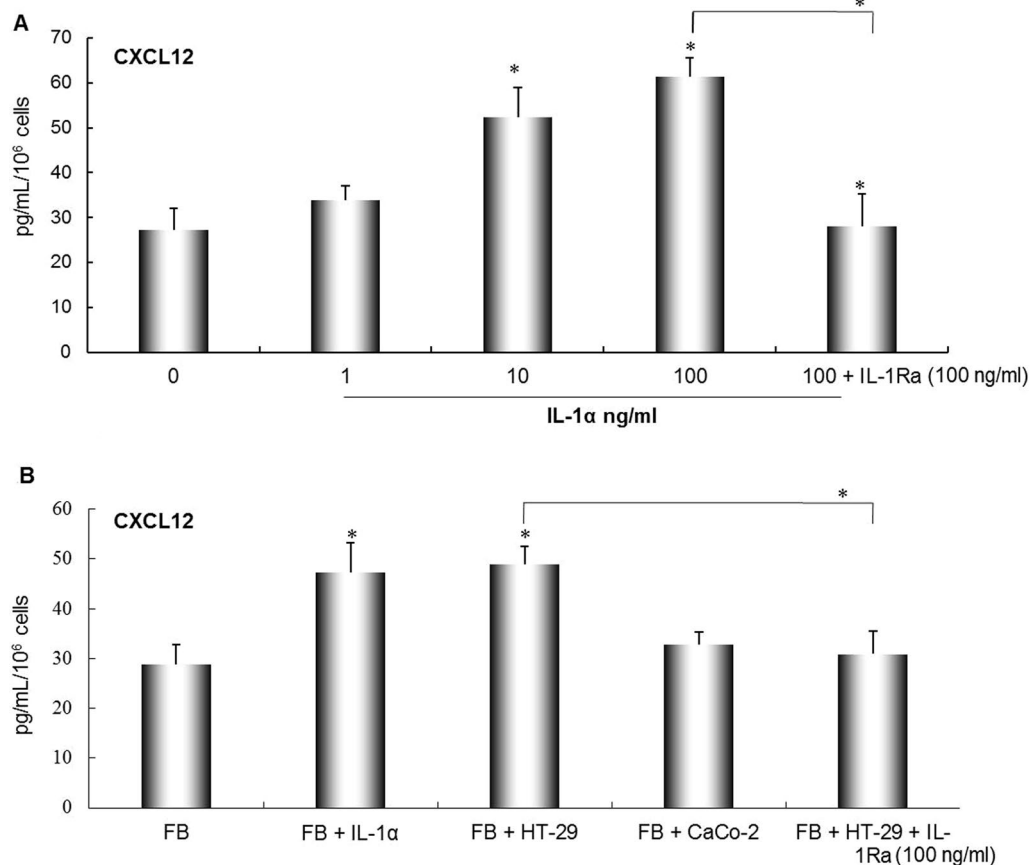 A
*
70
CXCL12
60
50
40
30
20
10
0
pg/mL/10⁶ cells
*
*
*
0 1 10 100 100 + IL-1Ra (100 ng/ml)
IL-1α ng/ml
B
*
60
CXCL12
50
40
30
20
10
0
pg/mL/10⁶ cells
*
*
FB FB + IL-1α FB + HT-29 FB + CaCo-2 FB + HT-29 + IL-
1Ra (100 ng/ml)